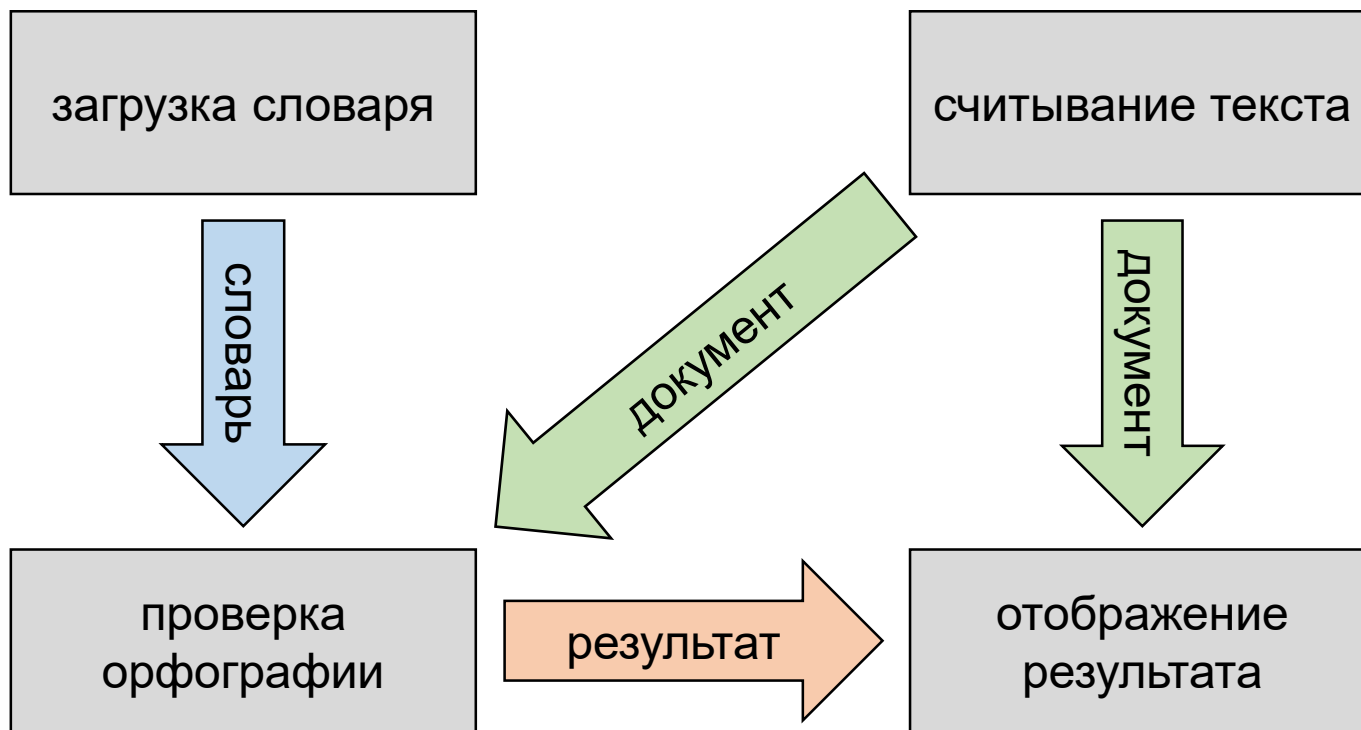 загрузка словаря
считывание текста
словарь
документ
документ
проверка
орфографии
результат
отображение
результата